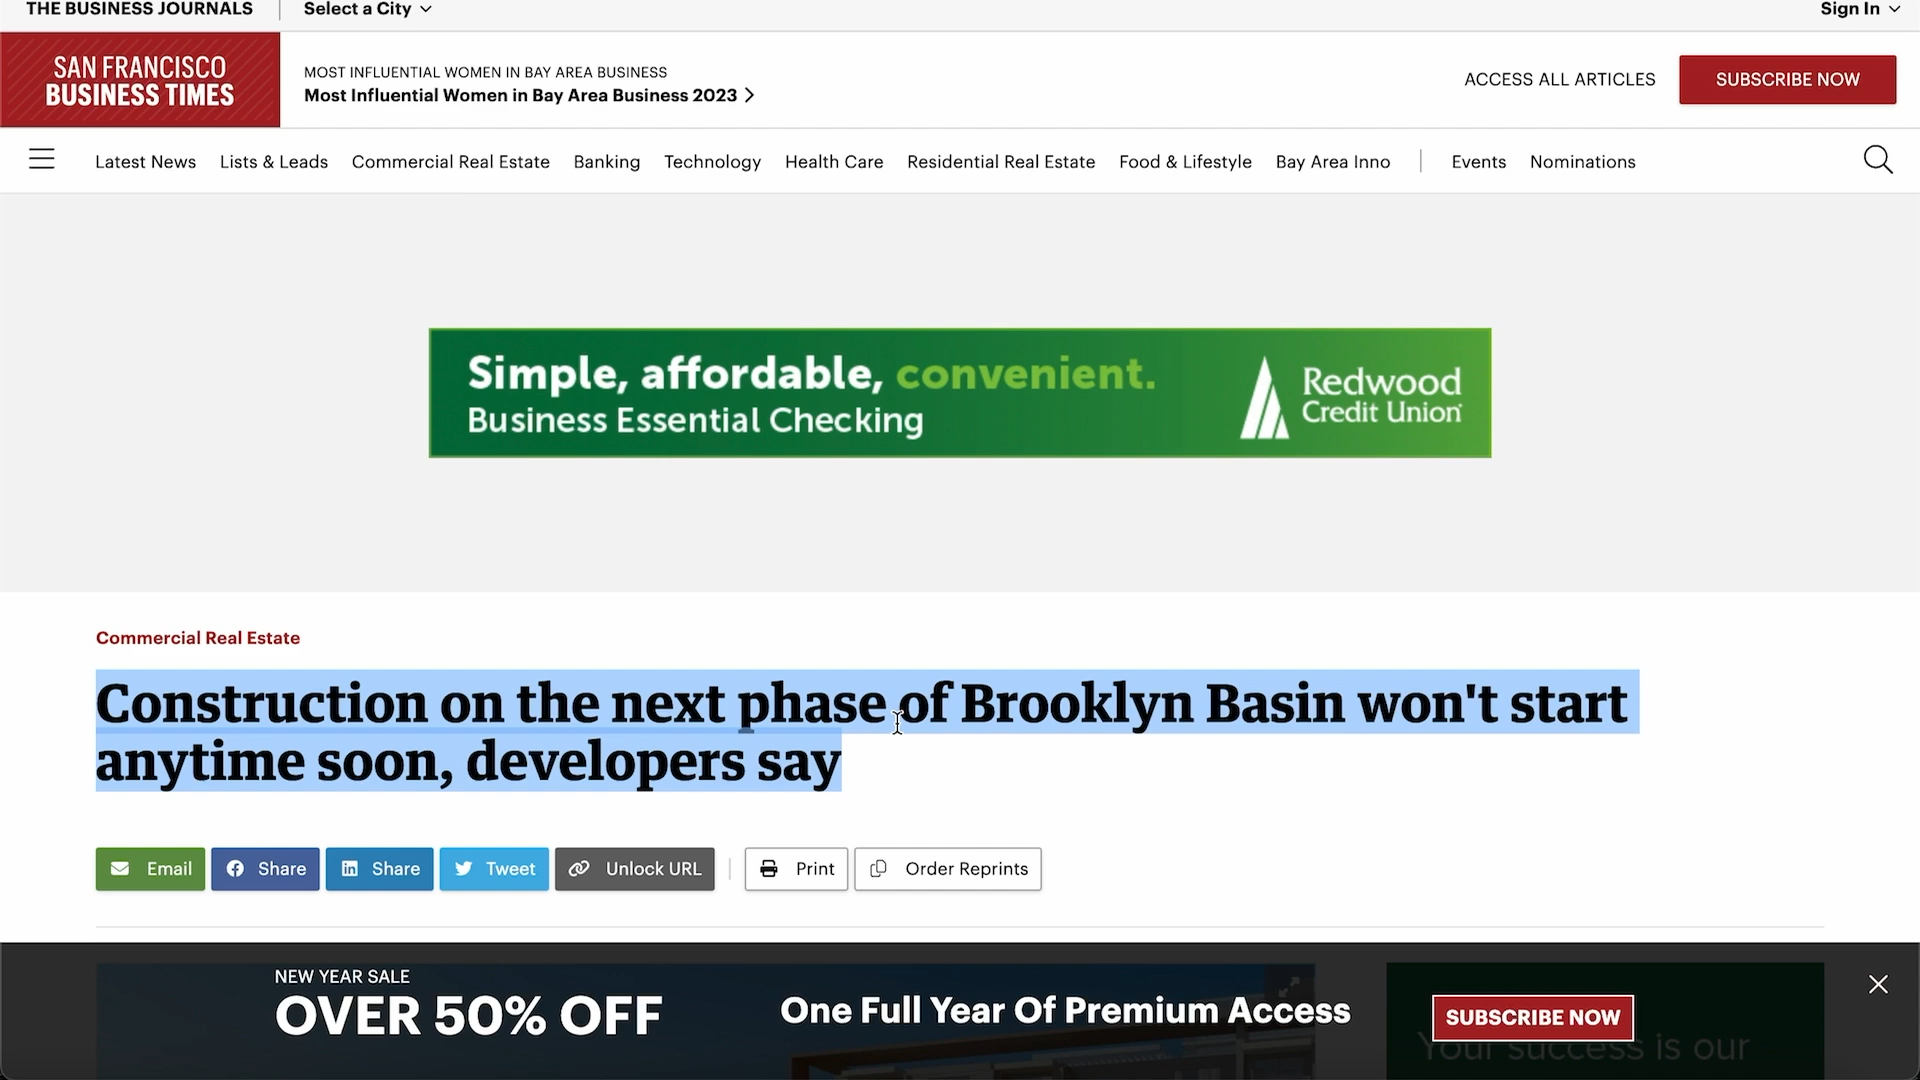 THE BUSINESS JOURNALS
Select a City
Sign In
SAN FRANCISCO
BUSINESS TIMES
MOST INFLUENTIAL WOMEN IN BAY AREA BUSINESS
Most Influential Women in Bay Area Business 2023
ACCESS ALL ARTICLES
SUBSCRIBE NOW
Latest News
Lists & Leads
Commercial Real Estate
Banking
Technology
Health Care
Residential Real Estate
Food & Lifestyle
Bay Area Inno
Events
Nominations
Simple, affordable, convenient.
Business Essential Checking
Redwood
Credit Union
Commercial Real Estate
Construction on the next phase of Brooklyn Basin won't start
anytime soon, developers say
Email
Share
Share
Tweet
Unlock URL
Print
Order Reprints
NEW YEAR SALE
OVER 50% OFF
One Full Year Of Premium Access
SUBSCRIBE NOW
Your success is our